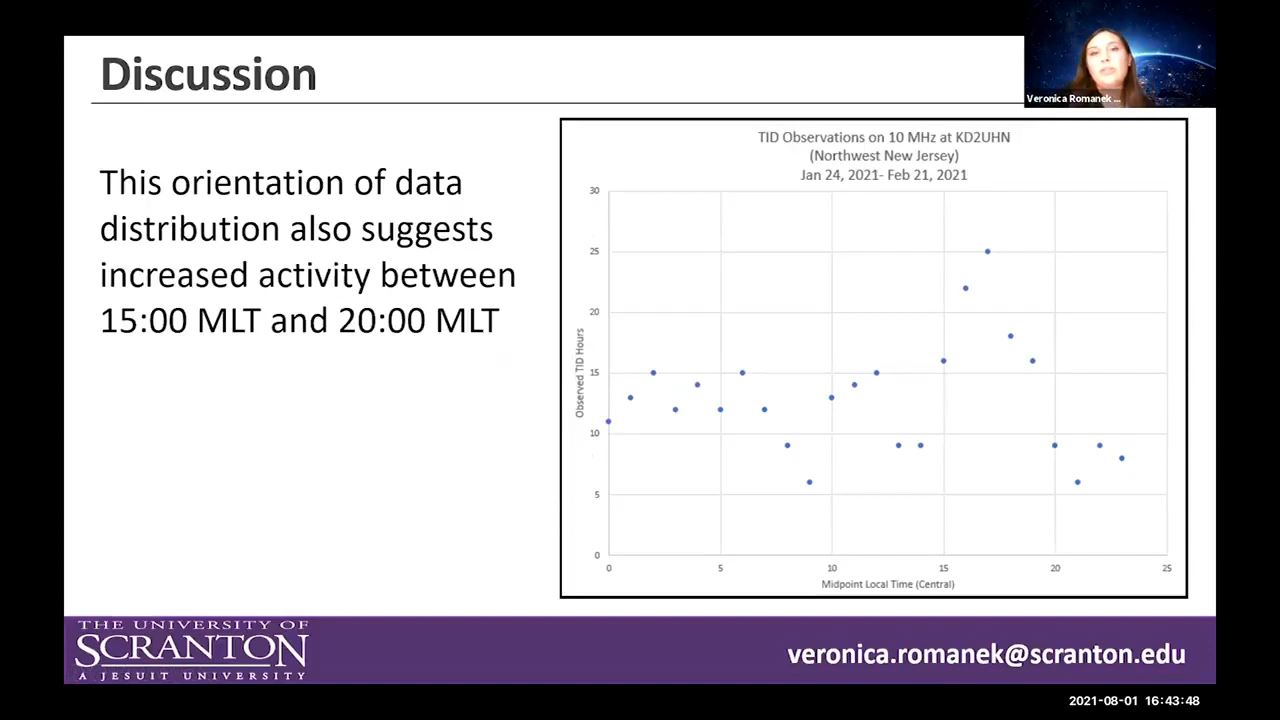 Discussion
Veronica Romanek ...
This orientation of data
distribution also suggests
increased activity between
15:00 MLT and 20:00 MLT
TID Observations on 10 MHz at KD2UHN
(Northwest New Jersey)
Jan 24, 2021- Feb 21, 2021
30
25
20
15
10
5
0
Observed TID Hours
0 5 10 15 20 25
Midpoint Local Time (Central)
THE UNIVERSITY OF
SCRANTON
A JESUIT UNIVERSITY
veronica.romanek@scranton.edu
2021-08-01 16:43:48